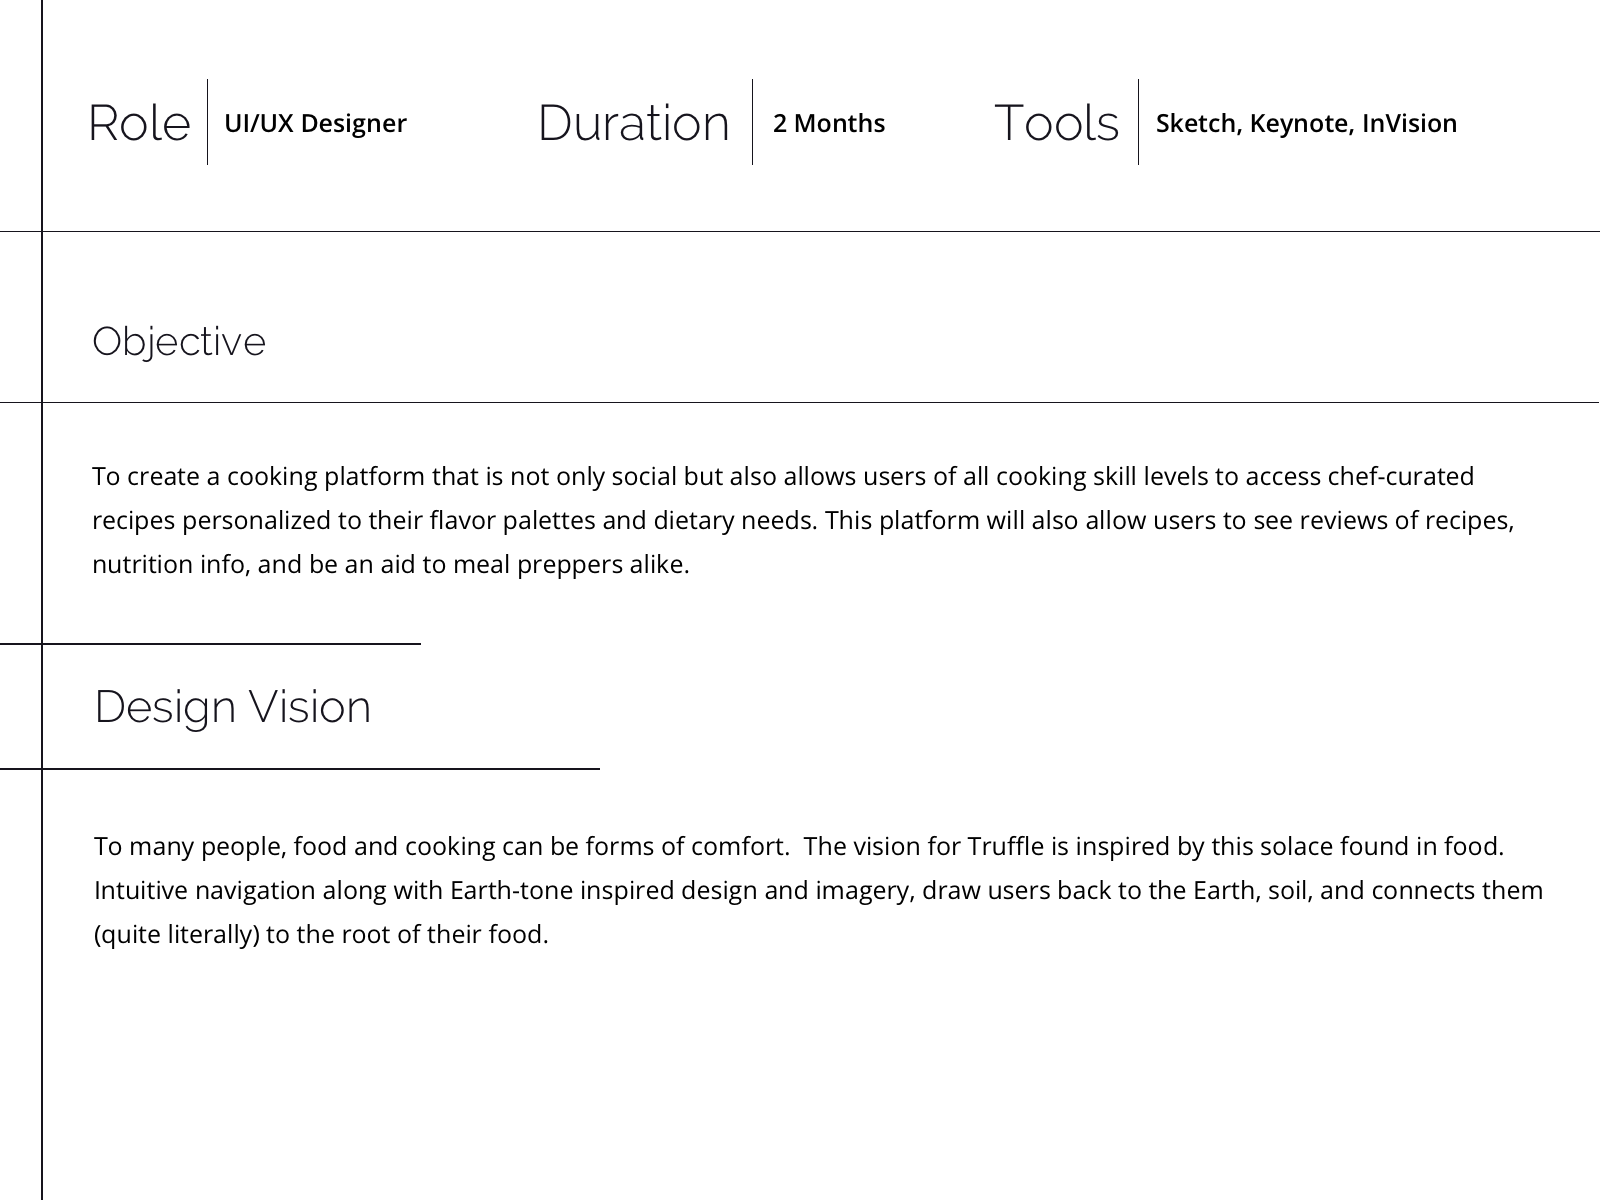 Role UI/UX Designer Duration 2 Months Tools Sketch, Keynote, InVision
Objective
To create a cooking platform that is not only social but also allows users of all cooking skill levels to access chef-curated
recipes personalized to their flavor palettes and dietary needs. This platform will also allow users to see reviews of recipes,
nutrition info, and be an aid to meal preppers alike.
Design Vision
To many people, food and cooking can be forms of comfort.  The vision for Truffle is inspired by this solace found in food.
Intuitive navigation along with Earth-tone inspired design and imagery, draw users back to the Earth, soil, and connects them
(quite literally) to the root of their food.